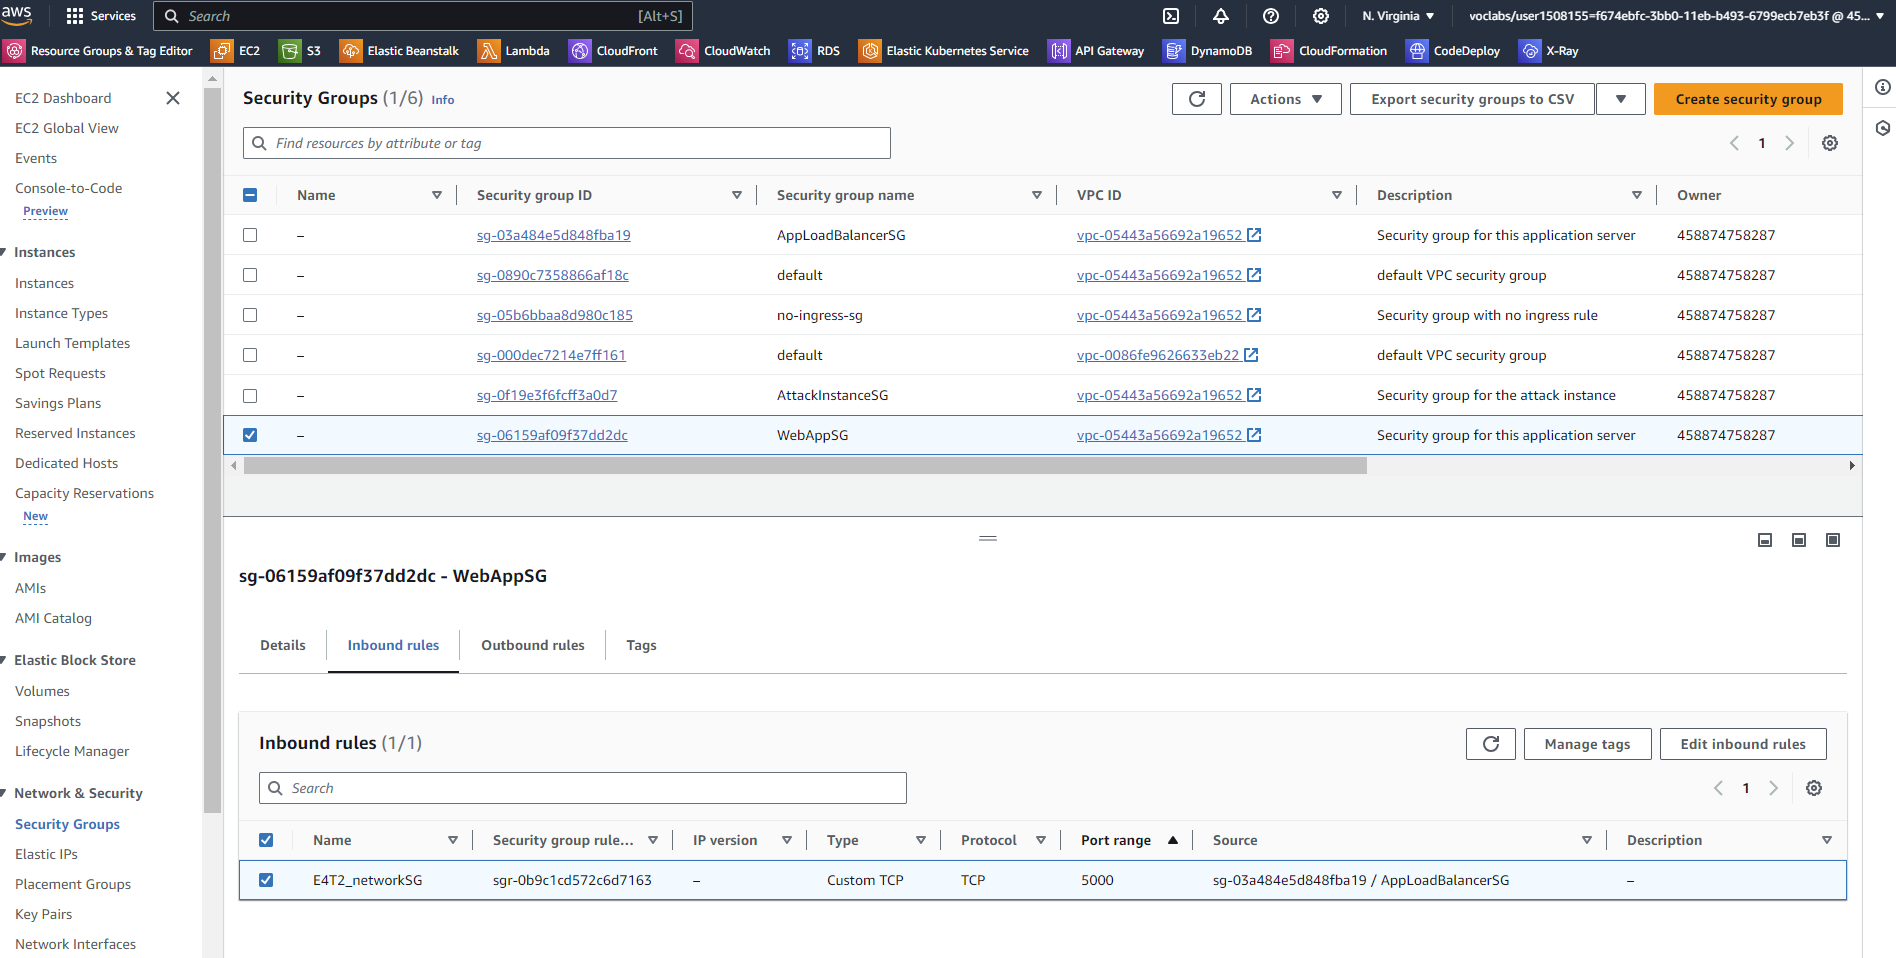 aws
Services
Search
[Alt+S]
N. Virginia
voclabs/user1508155=f674ebfc-3bb0-11eb-b493-6799ecb7eb3f @ 45...
Resource Groups & Tag Editor
EC2
S3
Elastic Beanstalk
Lambda
CloudFront
CloudWatch
RDS
Elastic Kubernetes Service
API Gateway
DynamoDB
CloudFormation
CodeDeploy
X-Ray
EC2 Dashboard
EC2 Global View
Events
Console-to-Code
Preview
Instances
Instances
Instance Types
Launch Templates
Spot Requests
Savings Plans
Reserved Instances
Dedicated Hosts
Capacity Reservations
New
Images
AMIs
AMI Catalog
Elastic Block Store
Volumes
Snapshots
Lifecycle Manager
Network & Security
Security Groups
Elastic IPs
Placement Groups
Key Pairs
Network Interfaces
Security Groups (1/6) Info
Actions
Export security groups to CSV
Create security group
Find resources by attribute or tag
1
Name Security group ID Security group name VPC ID Description Owner
– sg-03a484e5d848fba19 AppLoadBalancerSG vpc-05443a56692a19652 Security group for this application server 458874758287
– sg-0890c7358866af18c default vpc-05443a56692a19652 default VPC security group 458874758287
– sg-05b6bbaa8d980c185 no-ingress-sg vpc-05443a56692a19652 Security group with no ingress rule 458874758287
– sg-000dec7214e7ff161 default vpc-0086fe9626633eb22 default VPC security group 458874758287
– sg-0f19e3f6fcff3a0d7 AttackInstanceSG vpc-05443a56692a19652 Security group for the attack instance 458874758287
– sg-06159af09f37dd2dc WebAppSG vpc-05443a56692a19652 Security group for this application server 458874758287
sg-06159af09f37dd2dc - WebAppSG
Details
Inbound rules
Outbound rules
Tags
Inbound rules (1/1)
Manage tags
Edit inbound rules
Search
1
Name Security group rule... IP version Type Protocol Port range Source Description
E4T2_networkSG sgr-0b9c1cd572c6d7163 – Custom TCP TCP 5000 sg-03a484e5d848fba19 / AppLoadBalancerSG –